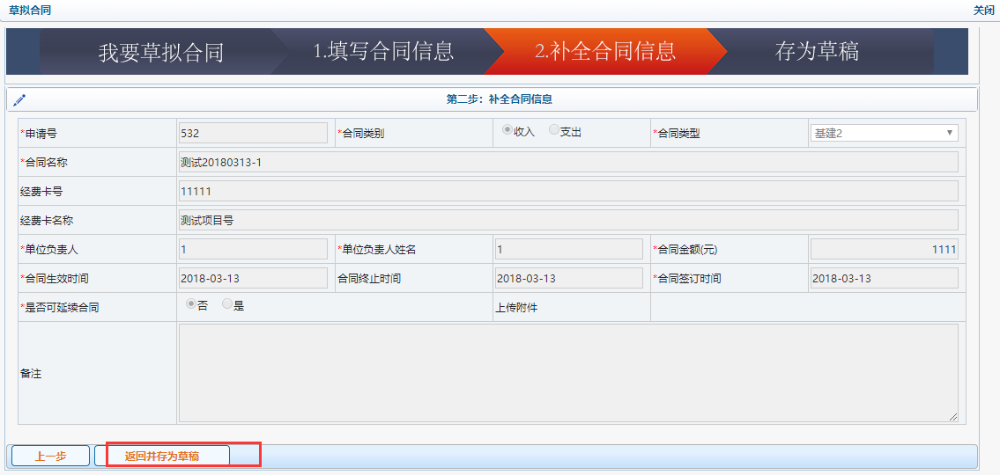 草拟合同 关闭
我要草拟合同 1.填写合同信息 2.补全合同信息 存为草稿
第二步：补全合同信息
*申请号 532 *合同类别 收入 支出 *合同类型 基建2
*合同名称 测试20180313-1
经费卡号 11111
经费卡名称 测试项目号
*单位负责人 1 *单位负责人姓名 1 *合同金额(元) 1111
*合同生效时间 2018-03-13 合同终止时间 2018-03-13 *合同签订时间 2018-03-13
*是否可延续合同 否 是 上传附件
备注
上一步 返回并存为草稿